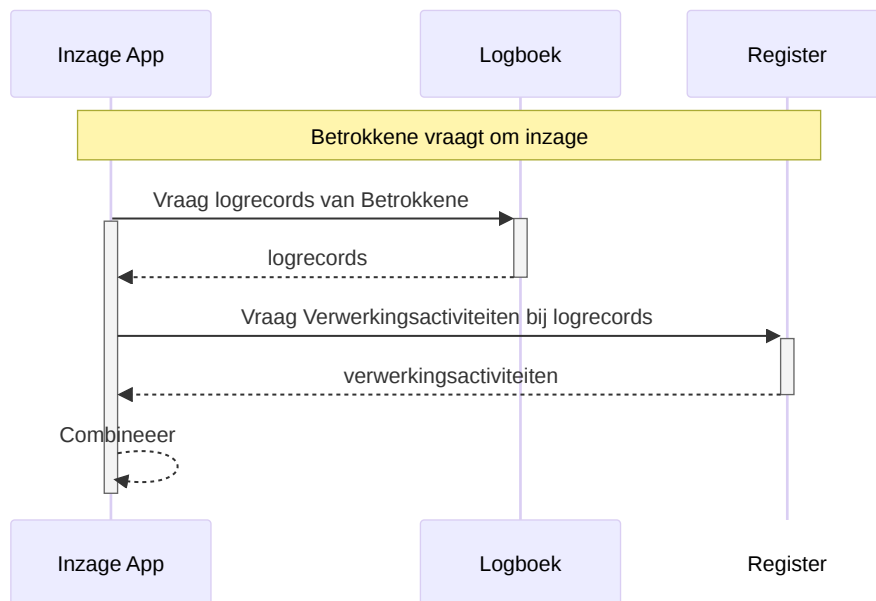 Inzage App
Logboek
Register
Betrokkene vraagt om inzage
Vraag logrecords van Betrokkene
logrecords
Vraag Verwerkingsactiviteiten bij logrecords
verwerkingsactiviteiten
Combineeer
Inzage App
Logboek
Register